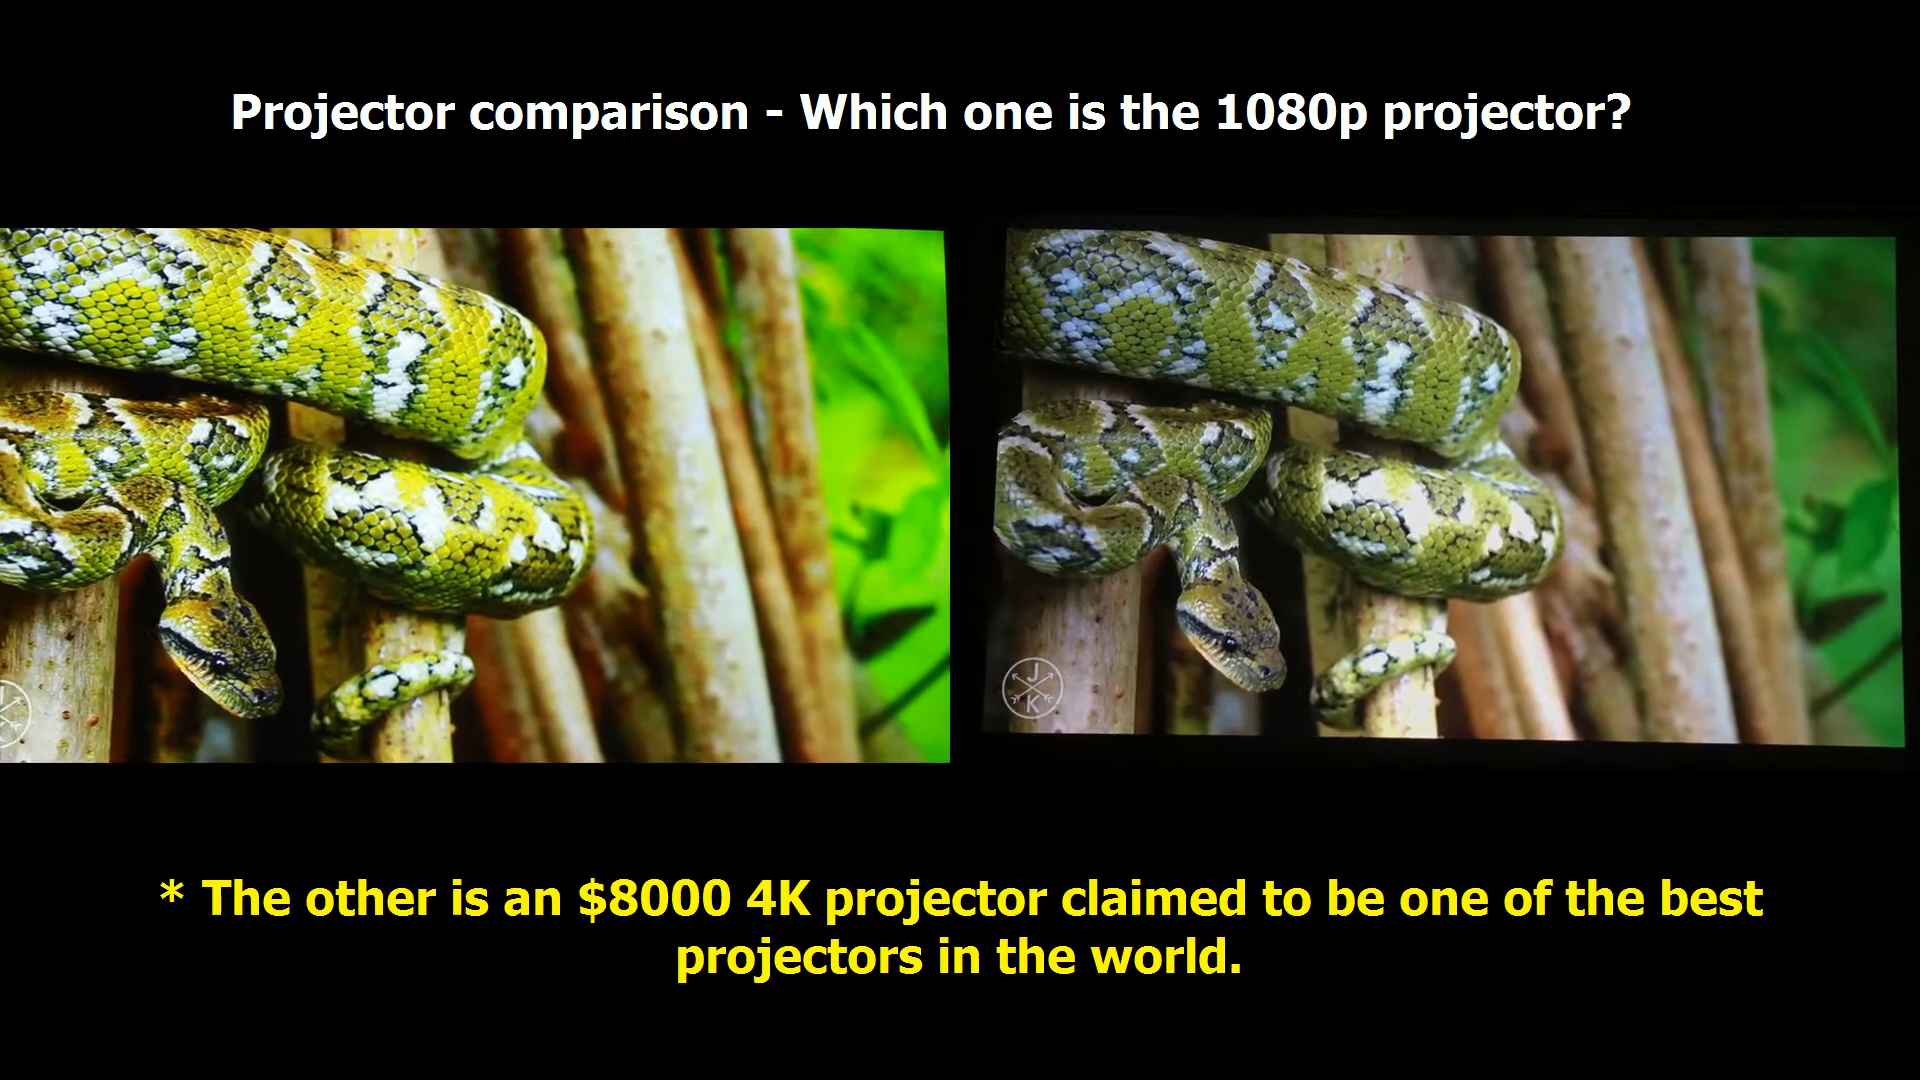 Projector comparison - Which one is the 1080p projector?
J
K
* The other is an $8000 4K projector claimed to be one of the best
projectors in the world.